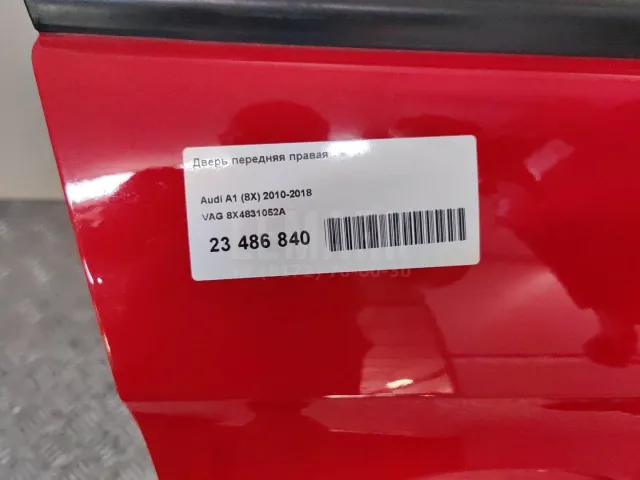 Дверь передняя правая
Audi A1 (8X) 2010-2018
VAG 8X4831052A
23 486 840